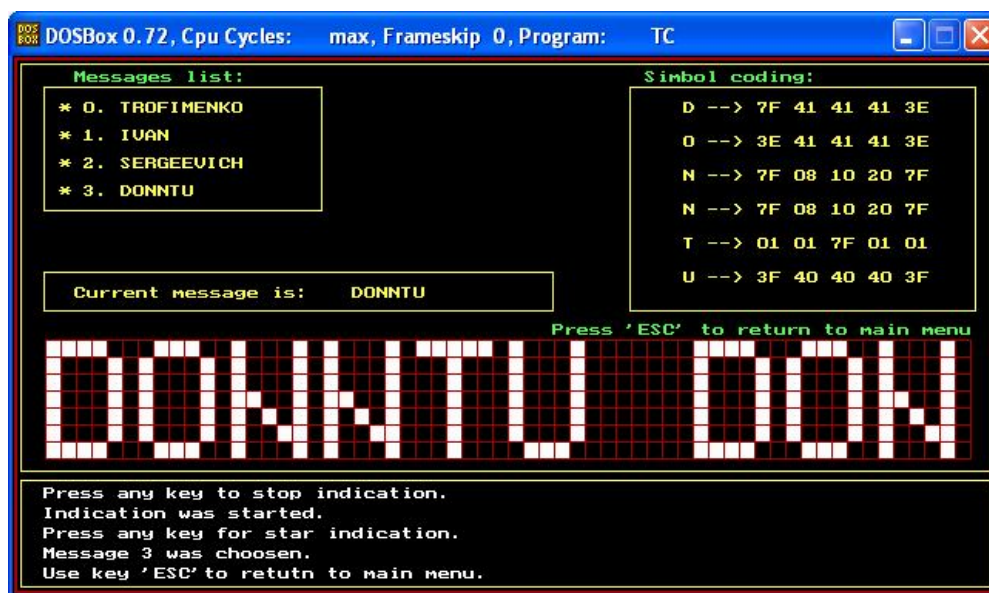 DOSBox 0.72, Cpu Cycles: max, Frameskip 0, Program: TC
Messages list:
* 0. TROFIMENKO
* 1. IVAN
* 2. SERGEEVICH
* 3. DONNTU
Simbol coding:
D --> 7F 41 41 41 3E
O --> 3E 41 41 41 3E
N --> 7F 08 10 20 7F
N --> 7F 08 10 20 7F
T --> 01 01 7F 01 01
U --> 3F 40 40 40 3F
Current message is: DONNTU
Press 'ESC' to return to main menu
DONNTU DON
Press any key to stop indication.
Indication was started.
Press any key for star indication.
Message 3 was choosen.
Use key 'ESC' to retutn to main menu.